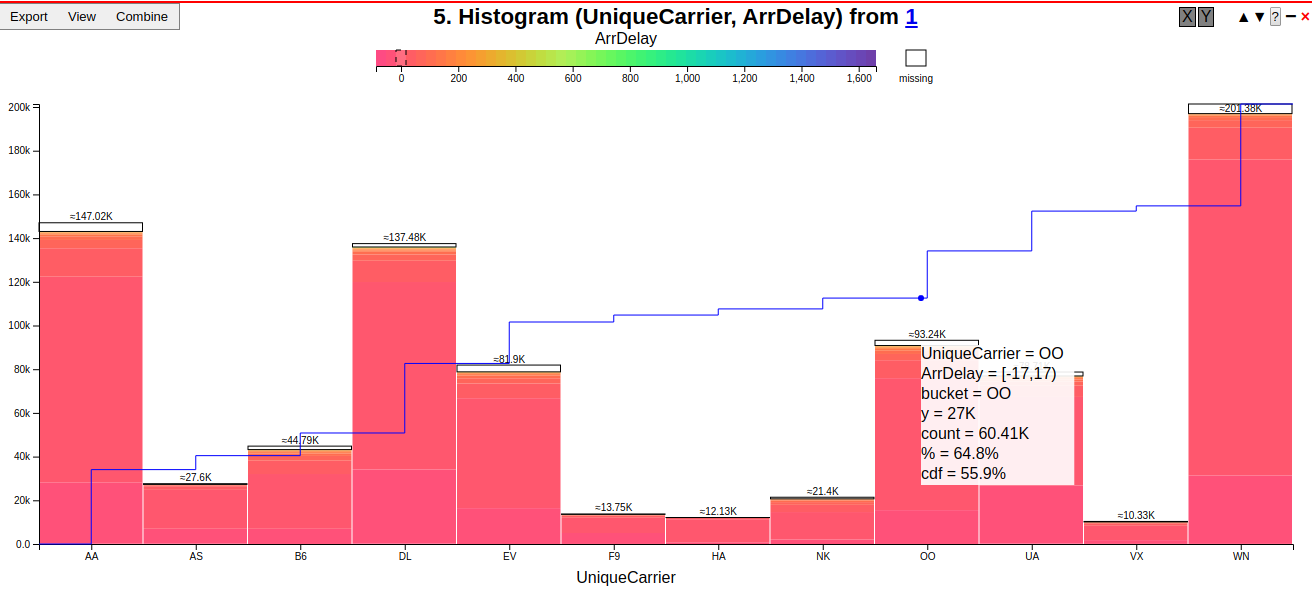 Export View Combine
5. Histogram (UniqueCarrier, ArrDelay) from 1
X Y ▲ ▼ ? − ×
ArrDelay
0 200 400 600 800 1,000 1,200 1,400 1,600
missing
200k
180k
160k
140k
120k
100k
80k
60k
40k
20k
0.0
≈147.02K
≈27.6K
≈44.79K
≈137.48K
≈81.9K
≈13.75K
≈12.13K
≈21.4K
≈93.24K
≈10.33K
≈201.38K
UniqueCarrier = OO
ArrDelay = [-17,17)
bucket = OO
y = 27K
count = 60.41K
% = 64.8%
cdf = 55.9%
AA AS B6 DL EV F9 HA NK OO UA VX WN
UniqueCarrier